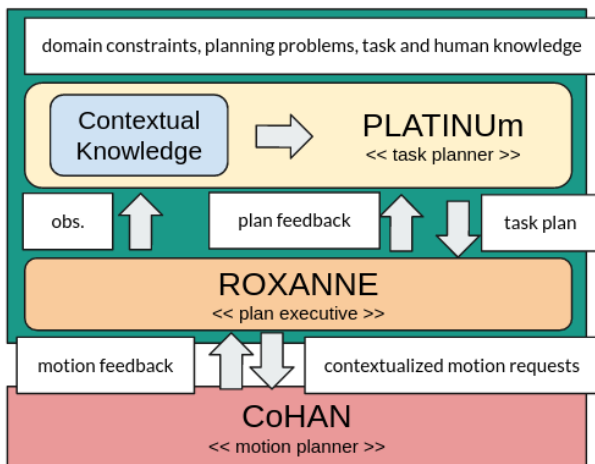 domain constraints, planning problems, task and human knowledge
Contextual
Knowledge
PLATINUm
<< task planner >>
obs.
plan feedback
task plan
ROXANNE
<< plan executive >>
motion feedback
contextualized motion requests
CoHAN
<< motion planner >>